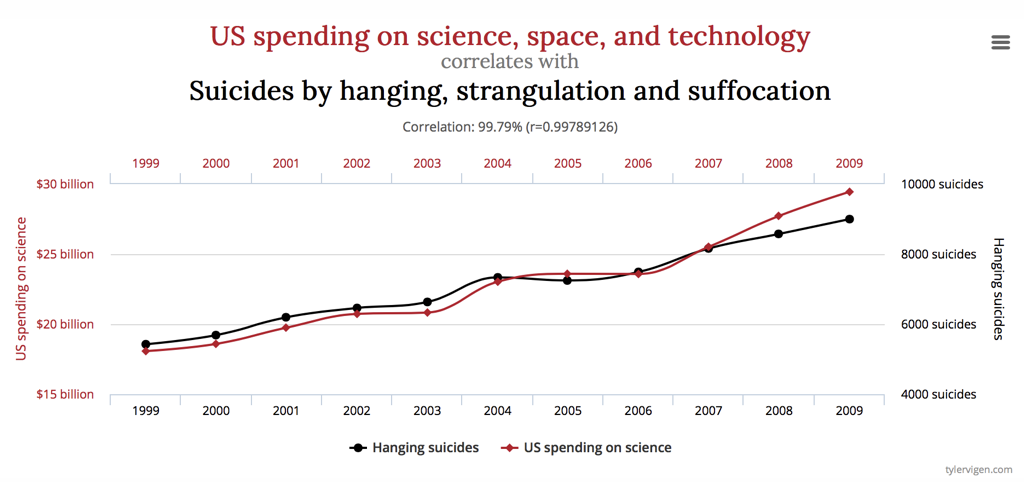 US spending on science, space, and technology
correlates with
Suicides by hanging, strangulation and suffocation
Correlation: 99.79% (r=0.99789126)
1999 2000 2001 2002 2003 2004 2005 2006 2007 2008 2009
US spending on science
$30 billion
$25 billion
$20 billion
$15 billion
10000 suicides
8000 suicides
6000 suicides
4000 suicides
Hanging suicides
1999 2000 2001 2002 2003 2004 2005 2006 2007 2008 2009
Hanging suicides US spending on science
tylervigen.com